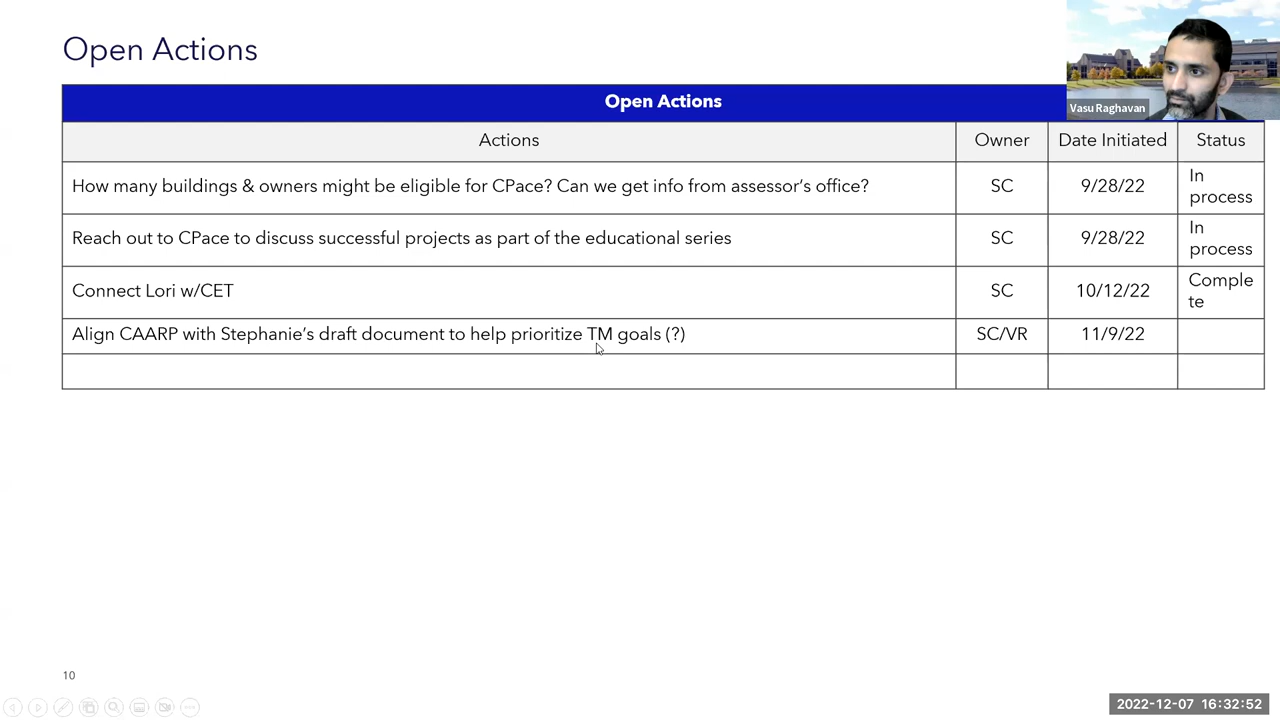 Open Actions
Vasu Raghavan
Open Actions
Actions Owner Date Initiated Status
How many buildings & owners might be eligible for CPace? Can we get info from assessor's office? SC 9/28/22 In
process
Reach out to CPace to discuss successful projects as part of the educational series SC 9/28/22 In
process
Connect Lori w/CET SC 10/12/22 Comple
te
Align CAARP with Stephanie's draft document to help prioritize TM goals (?) SC/VR 11/9/22
10
2022-12-07 16:32:52